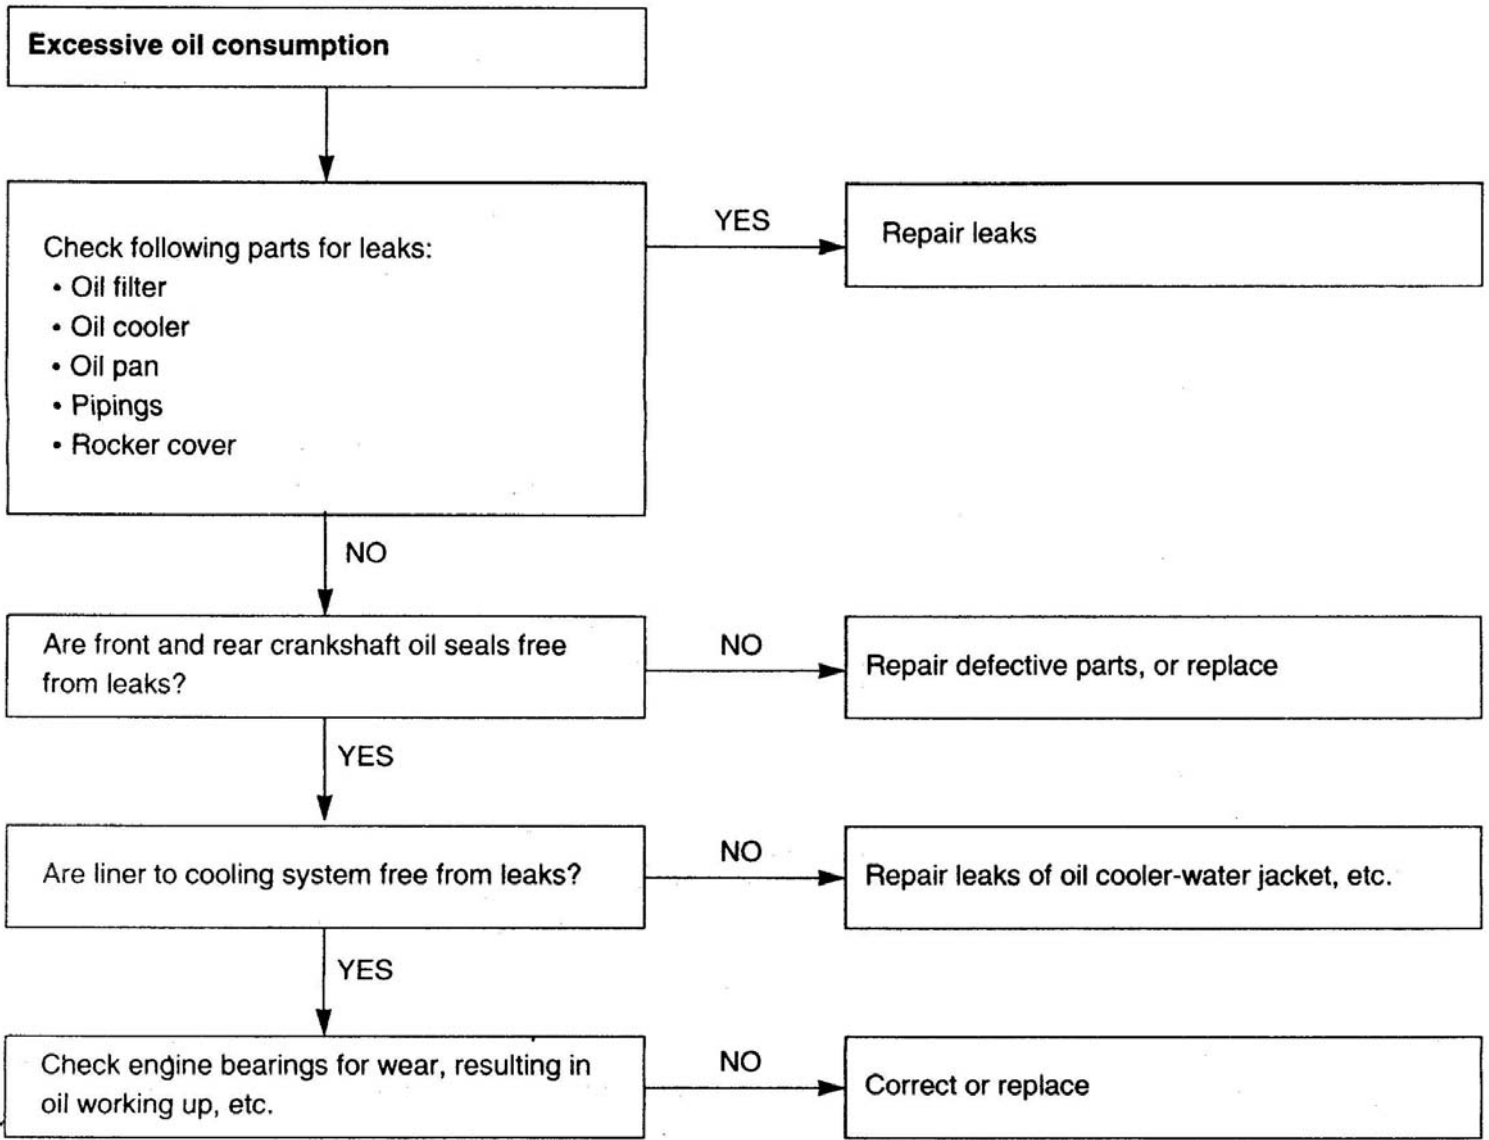 Excessive oil consumption
Check following parts for leaks:
• Oil filter
• Oil cooler
• Oil pan
• Pipings
• Rocker cover
YES
Repair leaks
NO
Are front and rear crankshaft oil seals free
from leaks?
NO
Repair defective parts, or replace
YES
Are liner to cooling system free from leaks?
NO
Repair leaks of oil cooler-water jacket, etc.
YES
Check engine bearings for wear, resulting in
oil working up, etc.
NO
Correct or replace